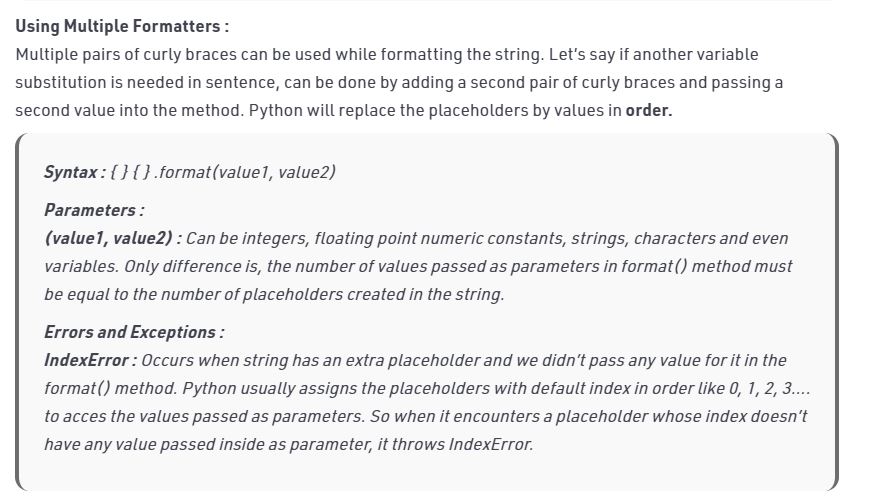 Using Multiple Formatters :
Multiple pairs of curly braces can be used while formatting the string. Let’s say if another variable
substitution is needed in sentence, can be done by adding a second pair of curly braces and passing a
second value into the method. Python will replace the placeholders by values in order.
Syntax : { } { } .format(value1, value2)
Parameters :
(value1, value2) : Can be integers, floating point numeric constants, strings, characters and even
variables. Only difference is, the number of values passed as parameters in format() method must
be equal to the number of placeholders created in the string.
Errors and Exceptions :
IndexError : Occurs when string has an extra placeholder and we didn’t pass any value for it in the
format() method. Python usually assigns the placeholders with default index in order like 0, 1, 2, 3….
to acces the values passed as parameters. So when it encounters a placeholder whose index doesn’t
have any value passed inside as parameter, it throws IndexError.